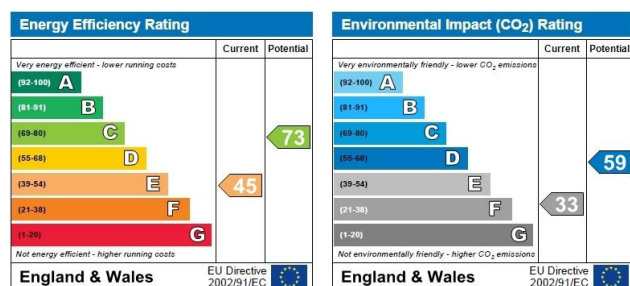 Energy Efficiency Rating
Current Potential
Very energy efficient - lower running costs
(92-100) A
(81-91) B
(69-80) C
(55-68) D
(39-54) E
(21-38) F
(1-20) G
73
45
Not energy efficient - higher running costs
England & Wales
EU Directive
2002/91/EC
Environmental Impact (CO₂) Rating
Current Potential
Very environmentally friendly - lower CO₂ emissions
(92-100) A
(81-91) B
(69-80) C
(55-68) D
(39-54) E
(21-38) F
(1-20) G
59
33
Not environmentally friendly - higher CO₂ emissions
England & Wales
EU Directive
2002/91/EC